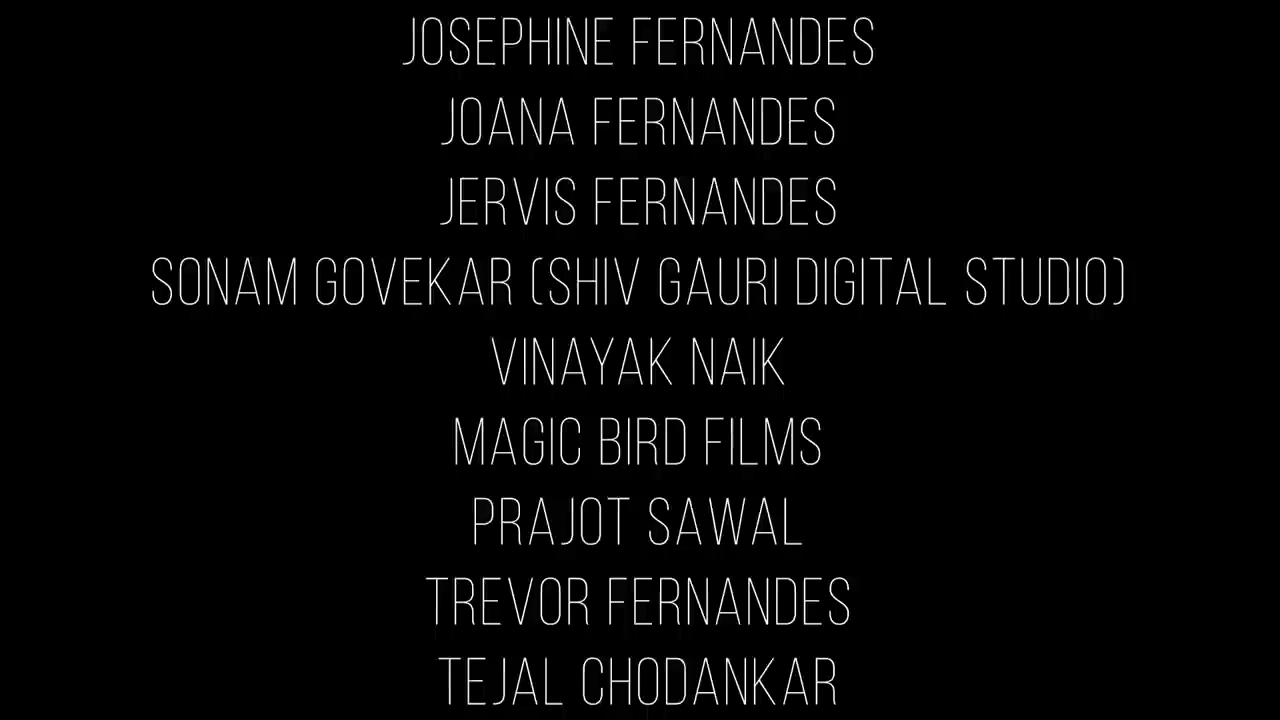 JOSEPHINE FERNANDES
JOANA FERNANDES
JERVIS FERNANDES
SONAM GOVEKAR (SHIV GAURI DIGITAL STUDIO)
VINAYAK NAIK
MAGIC BIRD FILMS
PRAJOT SAWAL
TREVOR FERNANDES
TEJAL CHODANKAR